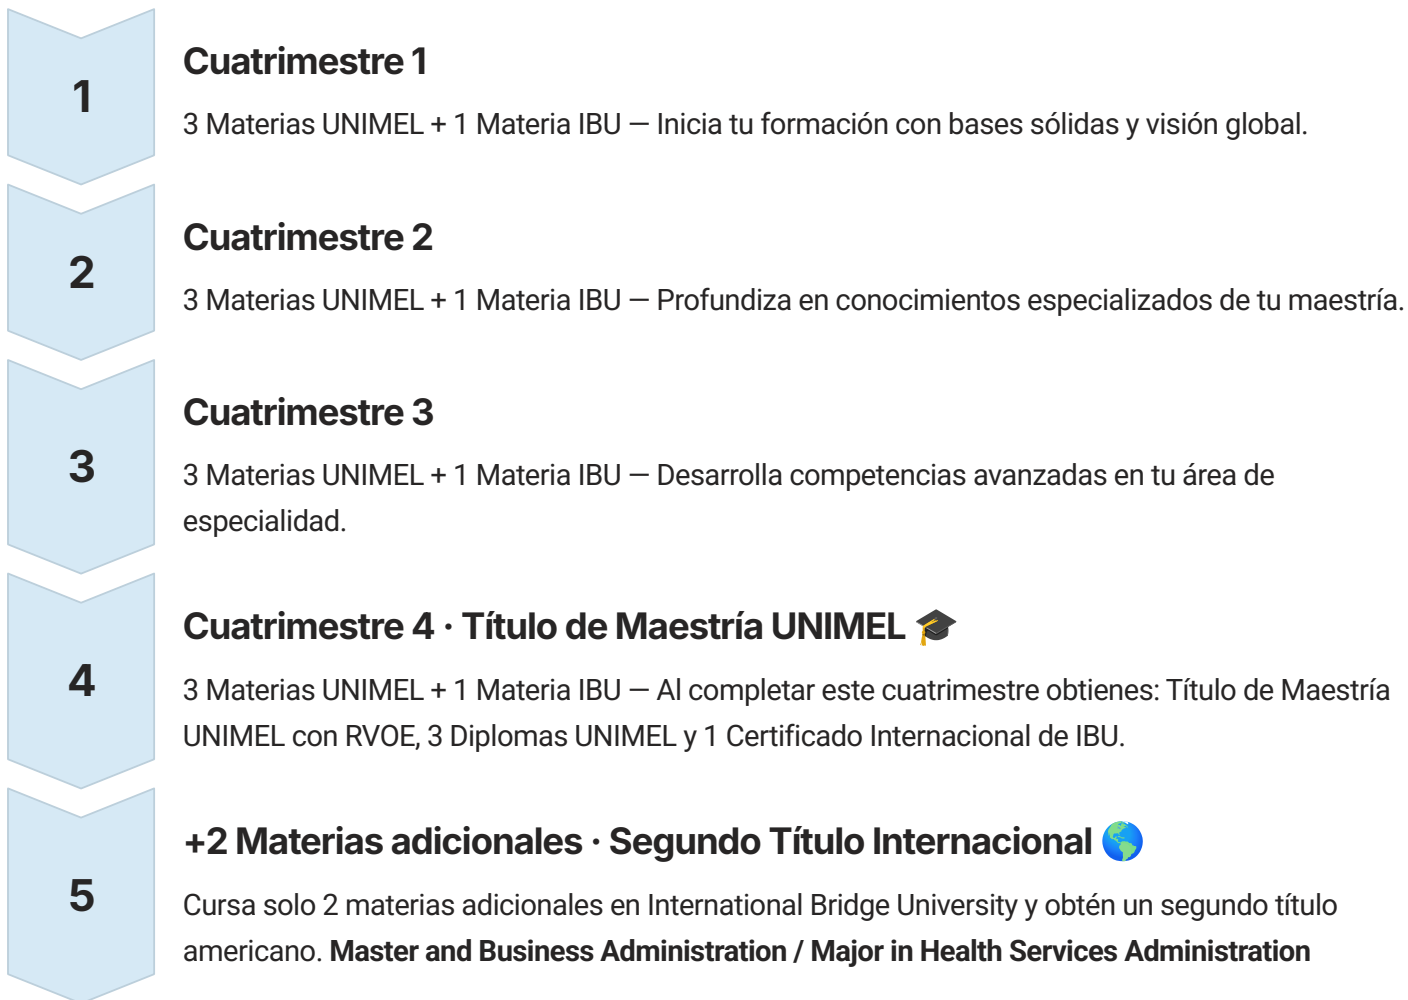 1
Cuatrimestre 1
3 Materias UNIMEL + 1 Materia IBU — Inicia tu formación con bases sólidas y visión global.
2
Cuatrimestre 2
3 Materias UNIMEL + 1 Materia IBU — Profundiza en conocimientos especializados de tu maestría.
3
Cuatrimestre 3
3 Materias UNIMEL + 1 Materia IBU — Desarrolla competencias avanzadas en tu área de
especialidad.
4
Cuatrimestre 4 · Título de Maestría UNIMEL 🎓
3 Materias UNIMEL + 1 Materia IBU — Al completar este cuatrimestre obtienes: Título de Maestría
UNIMEL con RVOE, 3 Diplomas UNIMEL y 1 Certificado Internacional de IBU.
5
+2 Materias adicionales · Segundo Título Internacional 🌎
Cursa solo 2 materias adicionales en International Bridge University y obtén un segundo título
americano. Master and Business Administration / Major in Health Services Administration